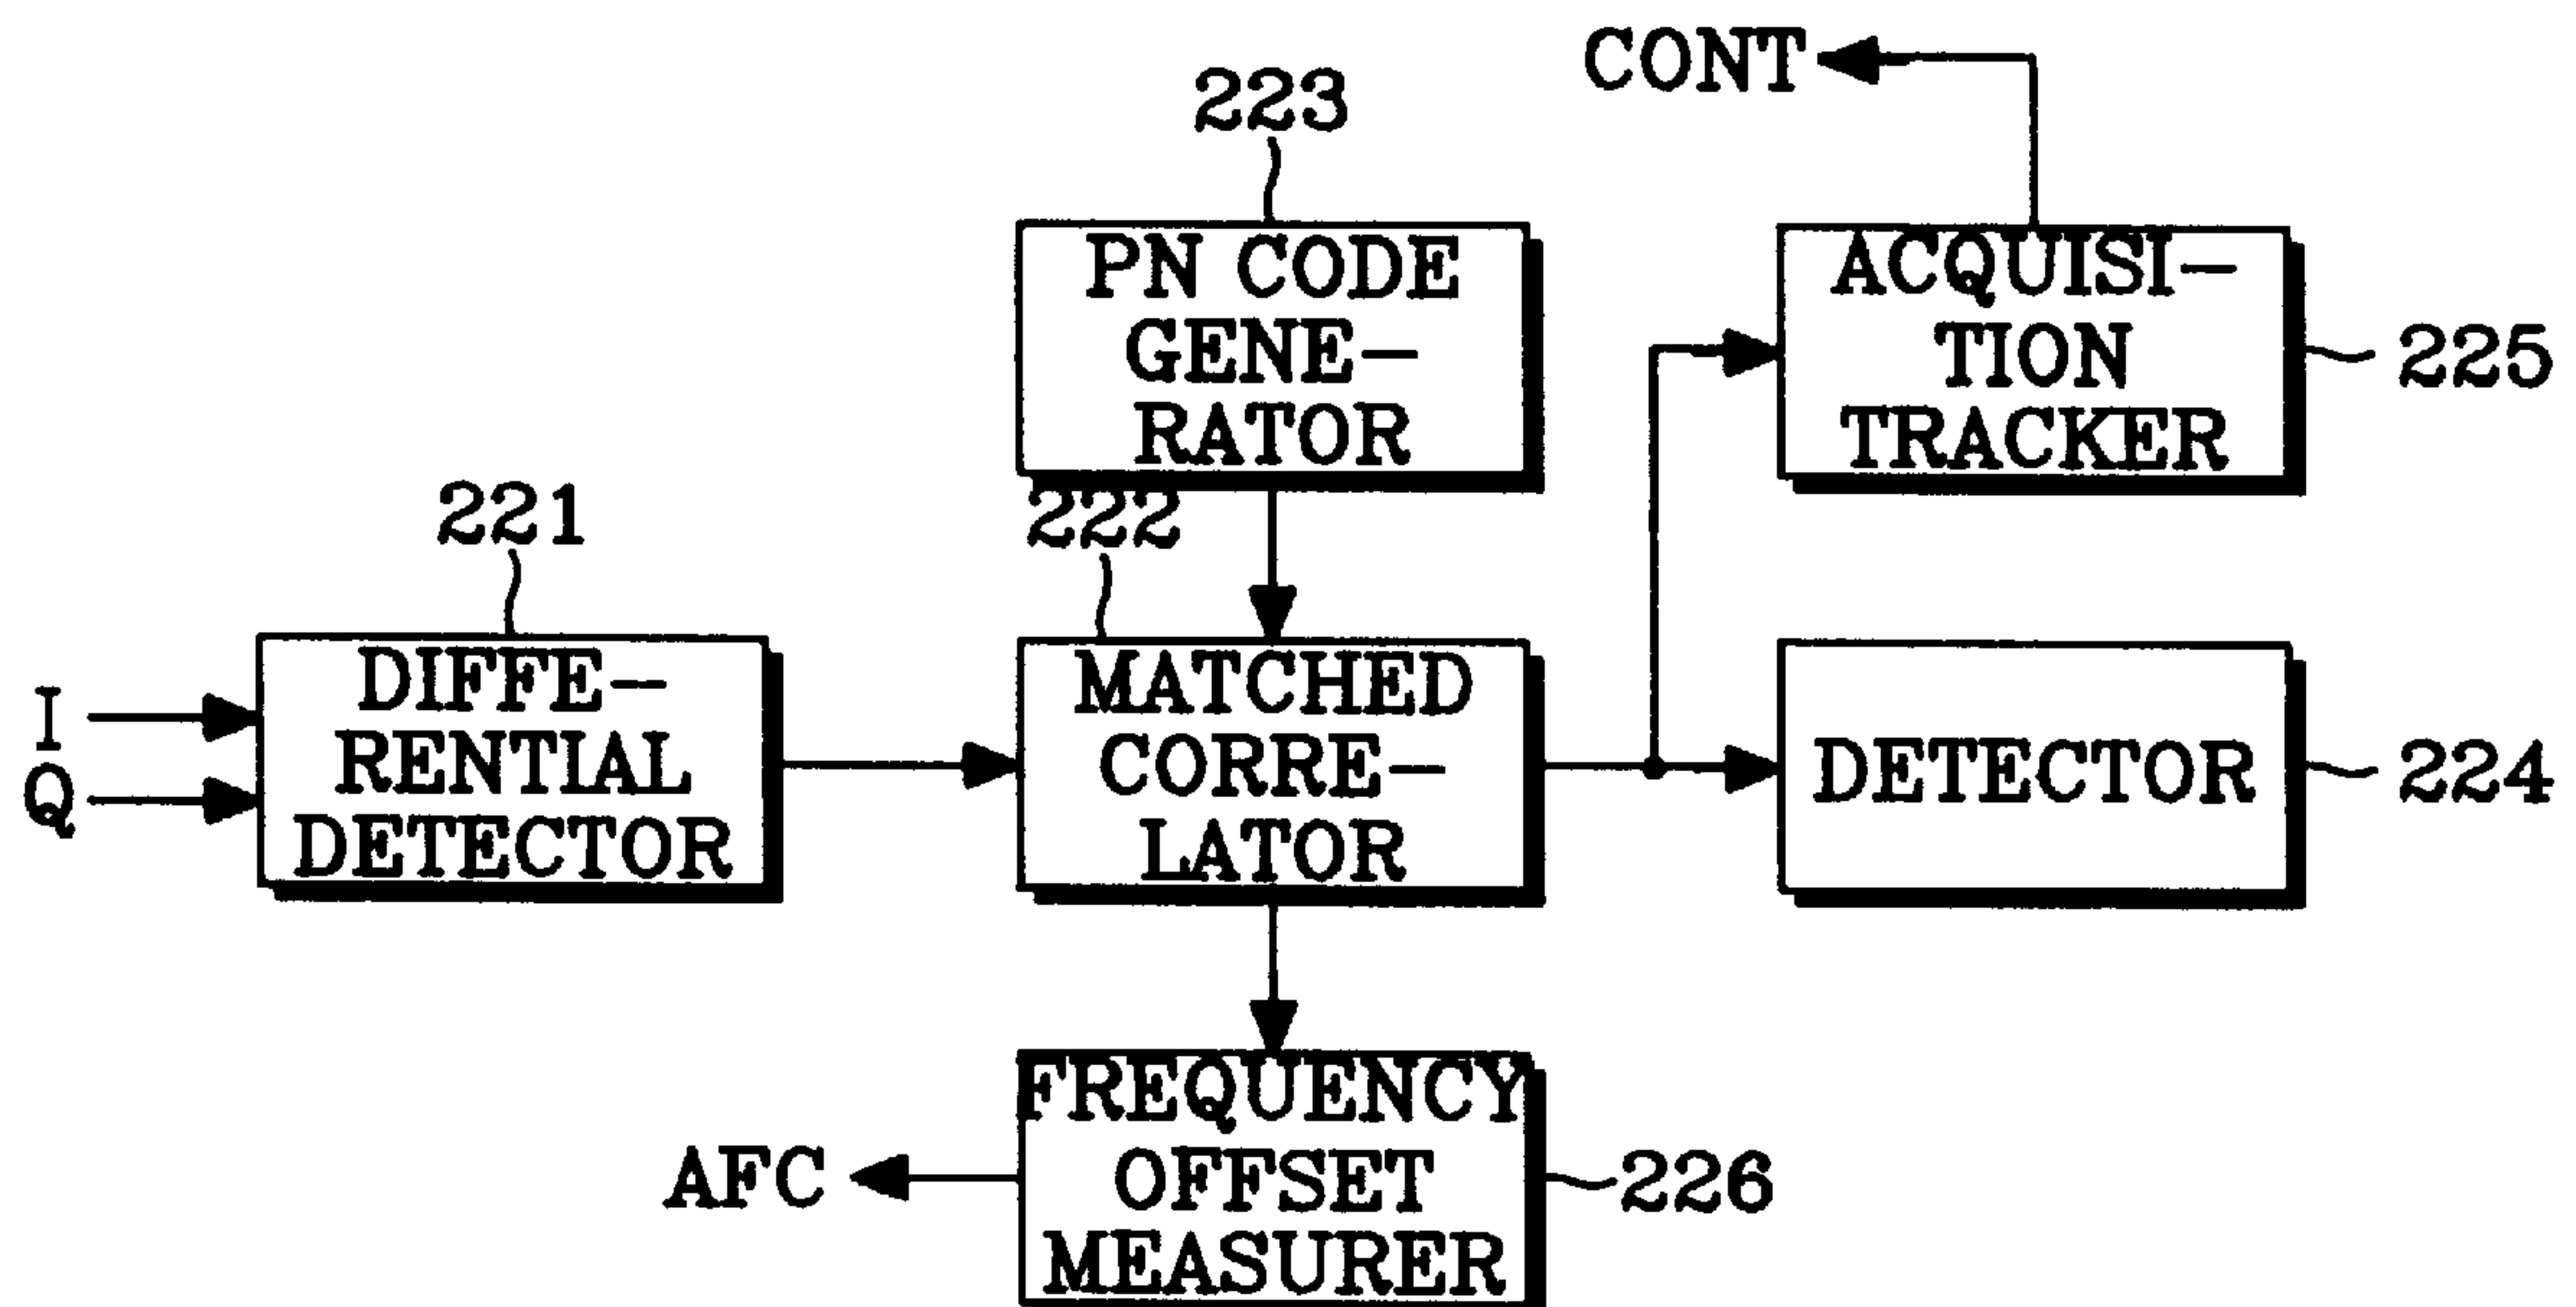 CONT
223
PN CODE
GENE-
RATOR
ACQUISI-
TION
TRACKER
225
221
222
I
Q
DIFFE-
RENTIAL
DETECTOR
MATCHED
CORRE-
LATOR
DETECTOR
224
AFC
FREQUENCY
OFFSET
MEASURER
226